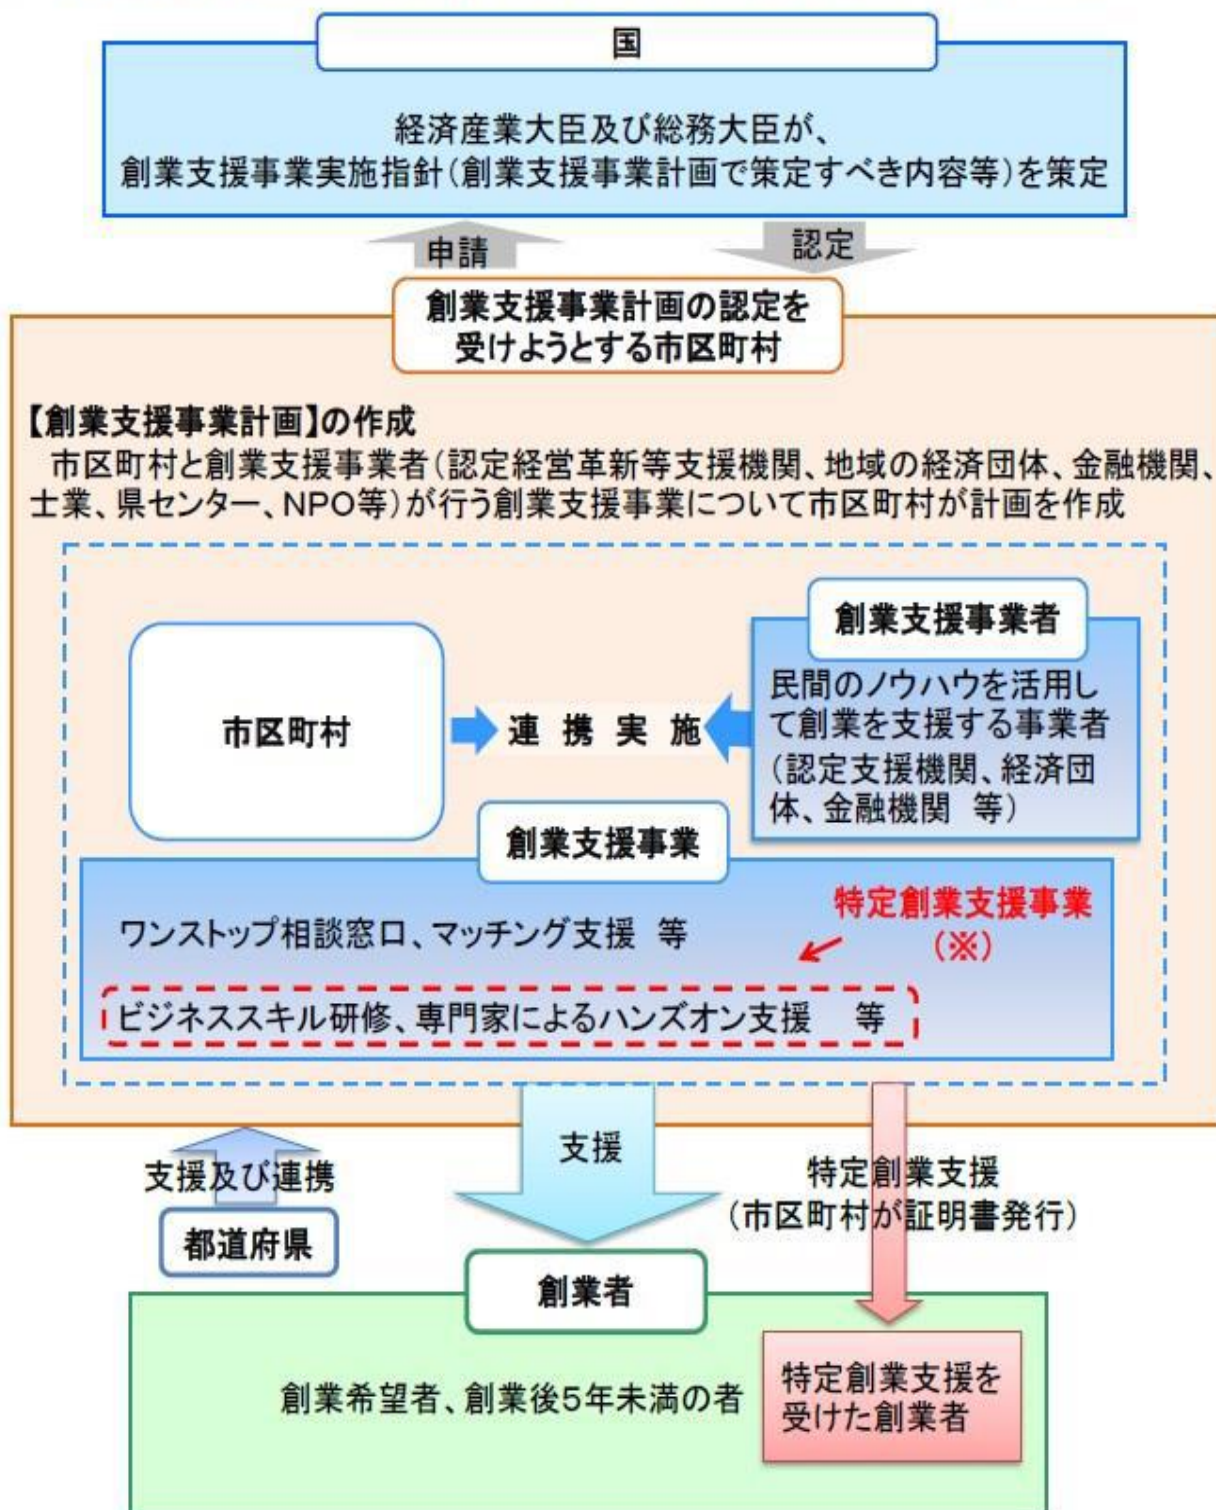 国
経済産業大臣及び総務大臣が、
創業支援事業実施指針(創業支援事業計画で策定すべき内容等)を策定
申請
認定
創業支援事業計画の認定を
受けようとする市区町村
【創業支援事業計画】の作成
市区町村と創業支援事業者(認定経営革新等支援機関、地域の経済団体、金融機関、
士業、県センター、NPO等)が行う創業支援事業について市区町村が計画を作成
市区町村
連携実施
創業支援事業者
民間のノウハウを活用し
て創業を支援する事業者
(認定支援機関、経済団
体、金融機関 等)
創業支援事業
ワンストップ相談窓口、マッチング支援 等
特定創業支援事業
(※)
ビジネススキル研修、専門家によるハンズオン支援 等
支援及び連携
都道府県
支援
特定創業支援
(市区町村が証明書発行)
創業者
創業希望者、創業後5年未満の者
特定創業支援を
受けた創業者